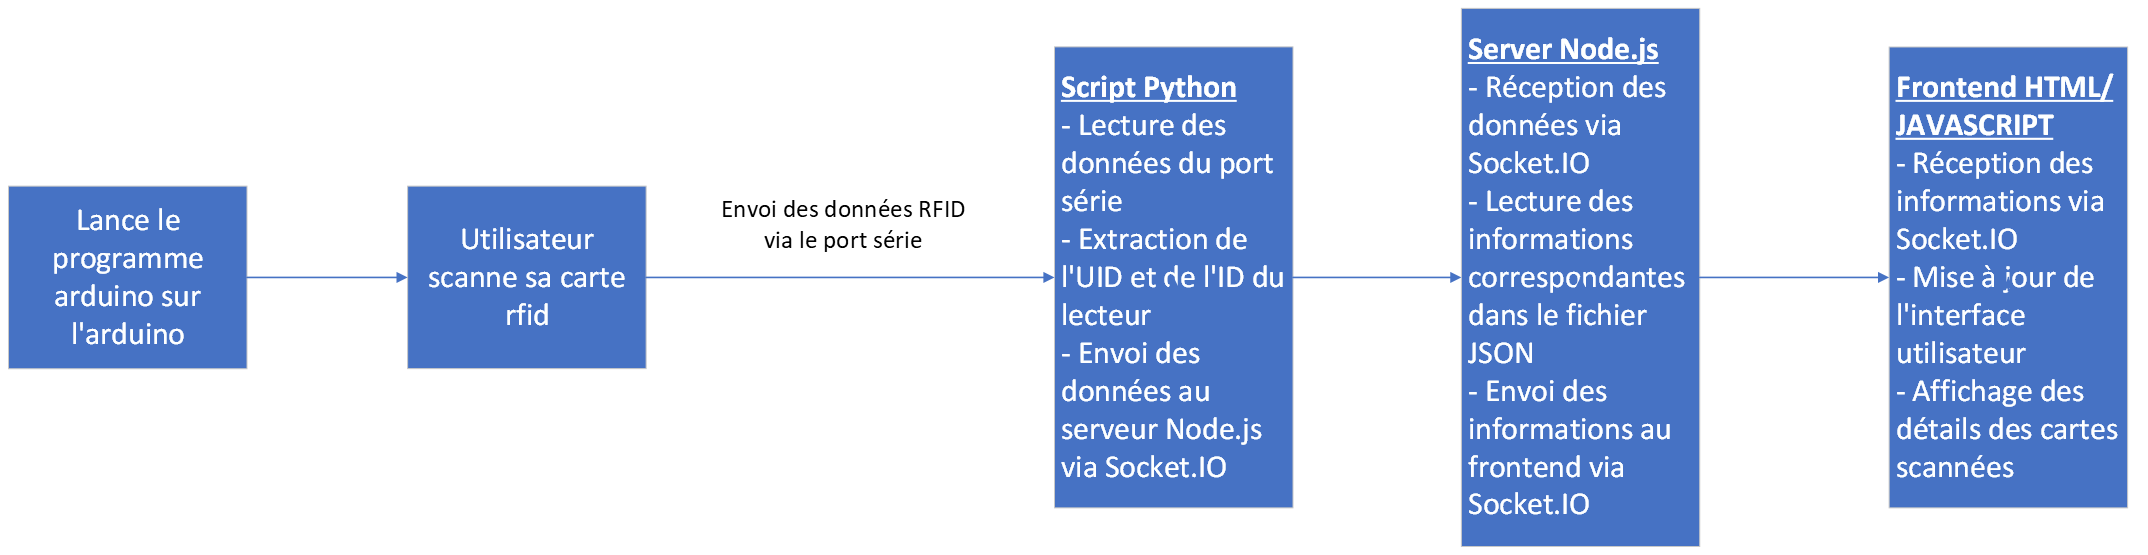 Lance le
programme
arduino sur
l'arduino
Utilisateur
scanne sa carte
rfid
Envoi des données RFID
via le port série
Script Python
- Lecture des
données du port
série
- Extraction de
l'UID et de l'ID du
lecteur
- Envoi des
données au
serveur Node.js
via Socket.IO
Server Node.js
- Réception des
données via
Socket.IO
- Lecture des
informations
correspondantes
dans le fichier
JSON
- Envoi des
informations au
frontend via
Socket.IO
Frontend HTML/
JAVASCRIPT
- Réception des
informations via
Socket.IO
- Mise à jour de
l'interface
utilisateur
- Affichage des
détails des cartes
scannées